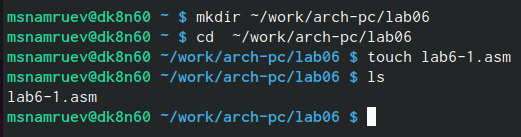 msnamruev@dk8n60 ~ $ mkdir ~/work/arch-pc/lab06
msnamruev@dk8n60 ~ $ cd  ~/work/arch-pc/lab06
msnamruev@dk8n60 ~/work/arch-pc/lab06 $ touch lab6-1.asm
msnamruev@dk8n60 ~/work/arch-pc/lab06 $ ls
lab6-1.asm
msnamruev@dk8n60 ~/work/arch-pc/lab06 $